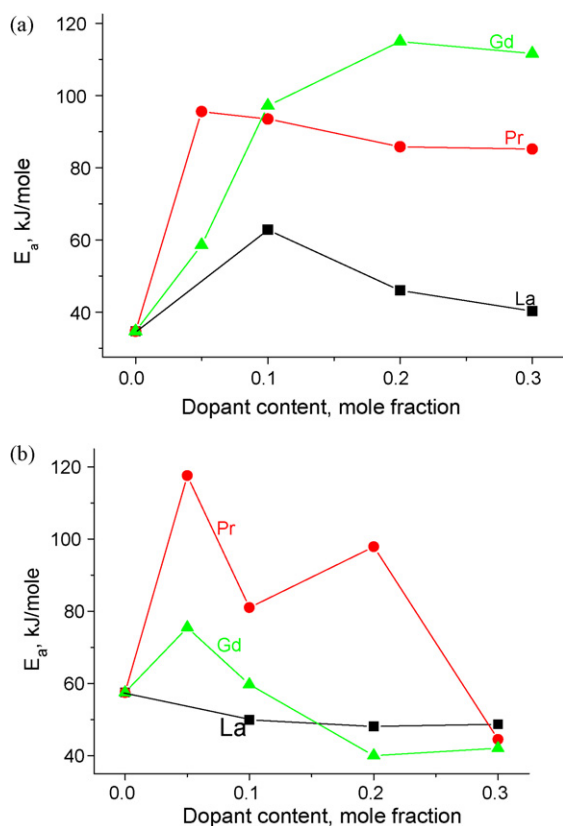 (a)
120
100
80
60
40
E_a, kJ/mole
Gd
Pr
La
0.0 0.1 0.2 0.3
Dopant content, mole fraction
(b)
120
100
80
60
40
E_a, kJ/mole
Pr
Gd
La
0.0 0.1 0.2 0.3
Dopant content, mole fraction